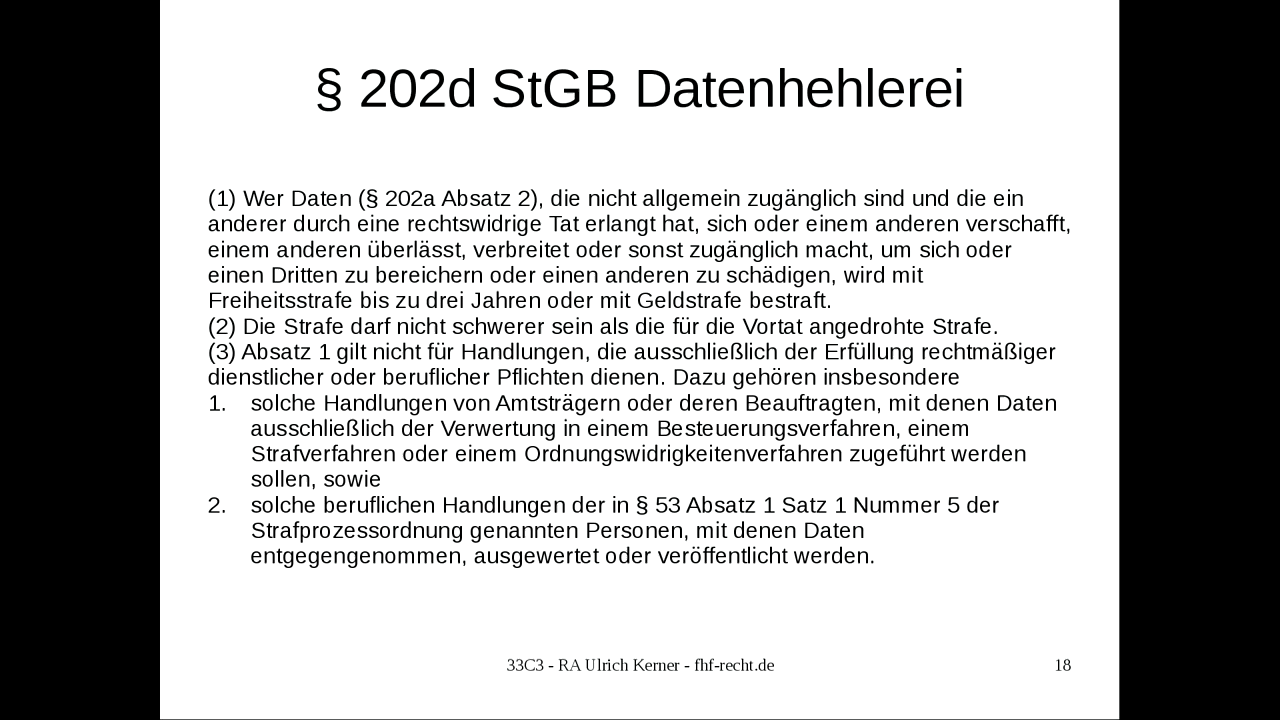 § 202d StGB Datenhehlerei
(1) Wer Daten (§ 202a Absatz 2), die nicht allgemein zugänglich sind und die ein
anderer durch eine rechtswidrige Tat erlangt hat, sich oder einem anderen verschafft,
einem anderen überlässt, verbreitet oder sonst zugänglich macht, um sich oder
einen Dritten zu bereichern oder einen anderen zu schädigen, wird mit
Freiheitsstrafe bis zu drei Jahren oder mit Geldstrafe bestraft.
(2) Die Strafe darf nicht schwerer sein als die für die Vortat angedrohte Strafe.
(3) Absatz 1 gilt nicht für Handlungen, die ausschließlich der Erfüllung rechtmäßiger
dienstlicher oder beruflicher Pflichten dienen. Dazu gehören insbesondere
1. solche Handlungen von Amtsträgern oder deren Beauftragten, mit denen Daten
ausschließlich der Verwertung in einem Besteuerungsverfahren, einem
Strafverfahren oder einem Ordnungswidrigkeitenverfahren zugeführt werden
sollen, sowie
2. solche beruflichen Handlungen der in § 53 Absatz 1 Satz 1 Nummer 5 der
Strafprozessordnung genannten Personen, mit denen Daten
entgegengenommen, ausgewertet oder veröffentlicht werden.
33C3 - RA Ulrich Kerner - fhf-recht.de 18